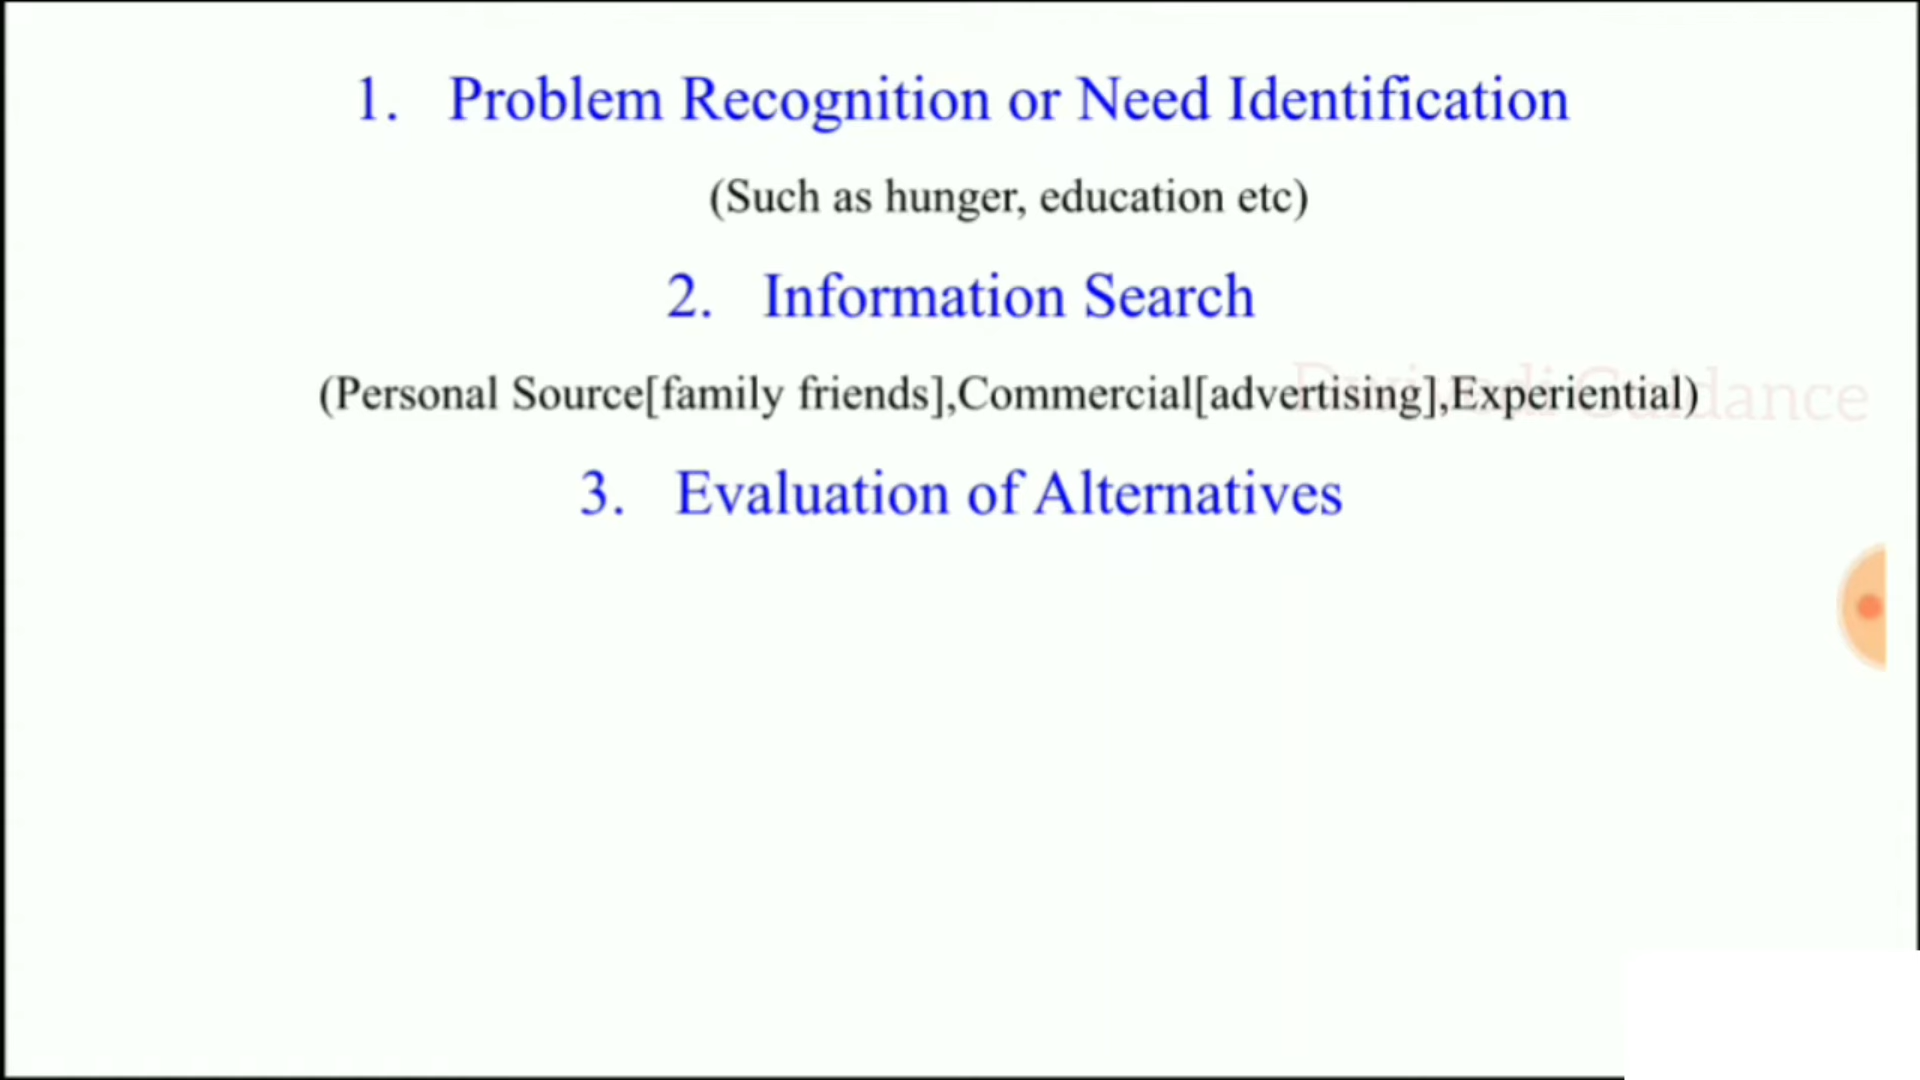 1. Problem Recognition or Need Identification
(Such as hunger, education etc)
2. Information Search
(Personal Source[family friends],Commercial[advertising],Experiential)
Guidance
3. Evaluation of Alternatives